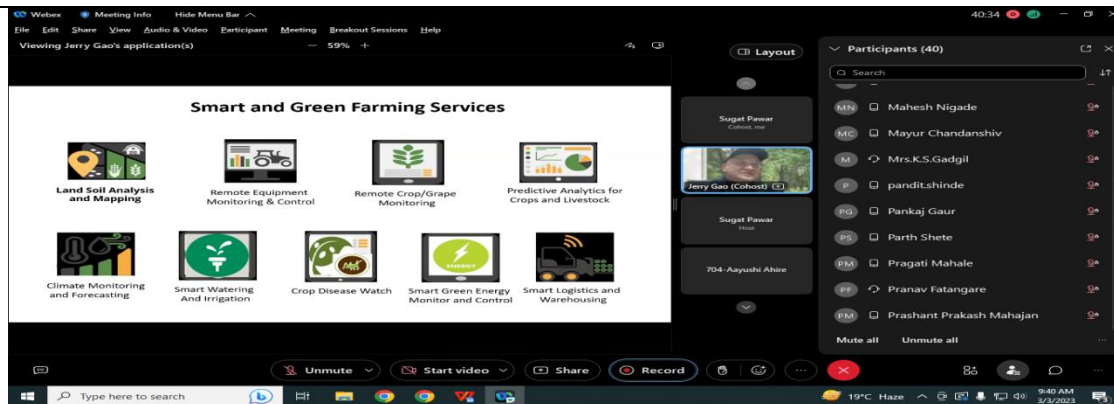 Webex Meeting Info Hide Menu Bar
40:34
File Edit Share View Audio & Video Participant Meeting Breakout Sessions Help
Viewing Jerry Gao's application(s) — 59% +
Layout
Smart and Green Farming Services
Land Soil Analysis
and Mapping
Remote Equipment
Monitoring & Control
Remote Crop/Grape
Monitoring
Predictive Analytics for
Crops and Livestock
Climate Monitoring
and Forecasting
Smart Watering
And Irrigation
Crop Disease Watch
ENERGY
Smart Green Energy
Monitor and Control
Smart Logistics and
Warehousing
Sugat Pawar
Cohost, me
Jerry Gao (Cohost)
Sugat Pawar
Host
704-Aayushi Ahire
Participants (40)
Search
MN Mahesh Nigade
MC Mayur Chandanshiv
M Mrs.K.S.Gadgil
P pandit.shinde
PG Pankaj Gaur
PS Parth Shete
PM Pragati Mahale
PF Pranav Fatangare
PM Prashant Prakash Mahajan
Mute all Unmute all
Unmute Start video Share Record
Type here to search
19°C Haze
9:40 AM
3/3/2023